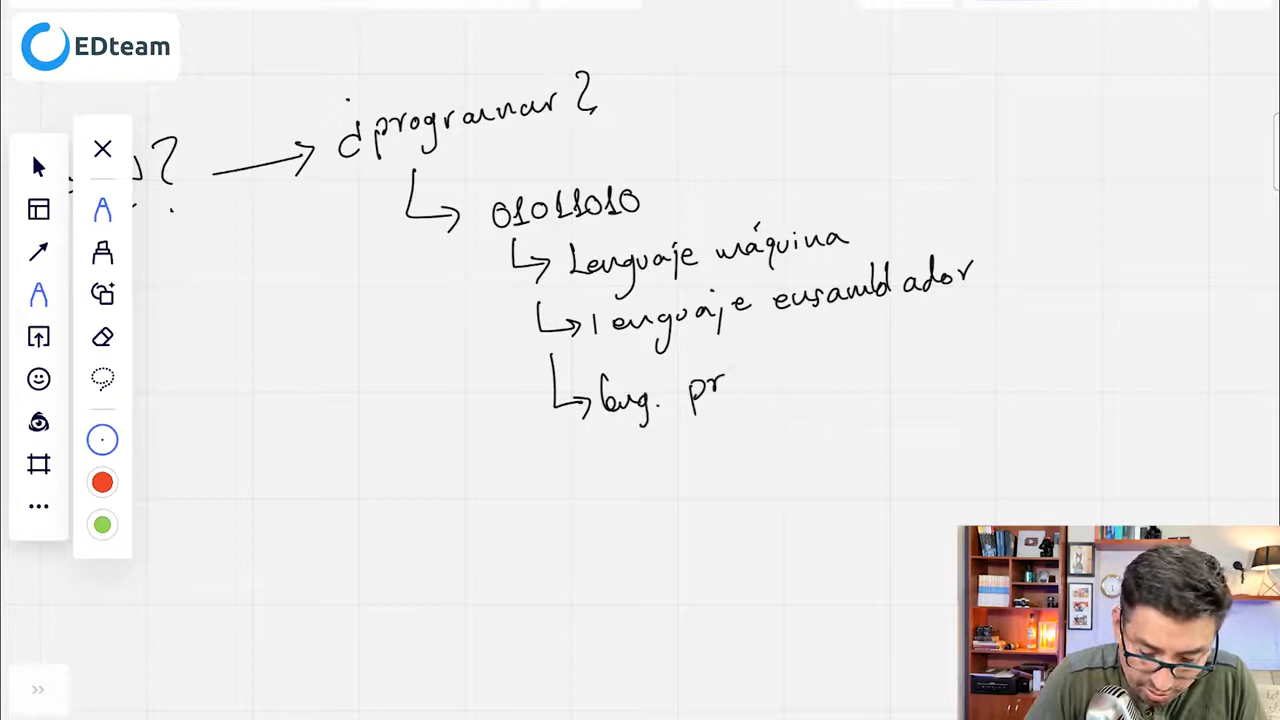 EDteam
? → ¿programar?
01011010
Lenguaje máquina
lenguaje ensamblador
leng. pr